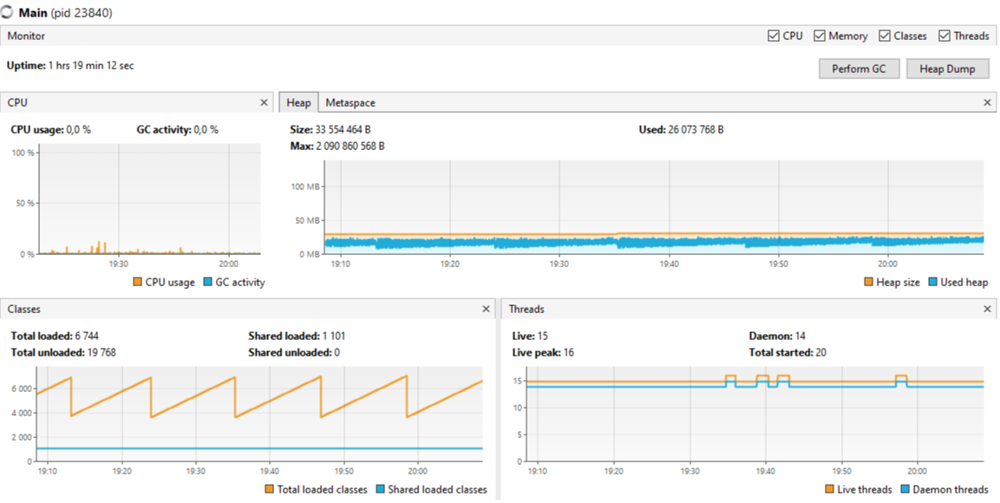 Main (pid 23840)
Monitor
CPU Memory Classes Threads
Uptime: 1 hrs 19 min 12 sec
Perform GC Heap Dump
CPU
CPU usage: 0,0 % GC activity: 0,0 %
100 %
50 %
0 %
19:30 20:00
CPU usage GC activity
Heap Metaspace
Size: 33 554 464 B Used: 26 073 768 B
Max: 2 090 860 568 B
100 MB
50 MB
0 MB
19:10 19:20 19:30 19:40 19:50 20:00
Heap size Used heap
Classes
Total loaded: 6 744 Shared loaded: 1 101
Total unloaded: 19 768 Shared unloaded: 0
6 000
4 000
2 000
0
19:10 19:20 19:30 19:40 19:50 20:00
Total loaded classes Shared loaded classes
Threads
Live: 15 Daemon: 14
Live peak: 16 Total started: 20
15
10
5
0
19:10 19:20 19:30 19:40 19:50 20:00
Live threads Daemon threads